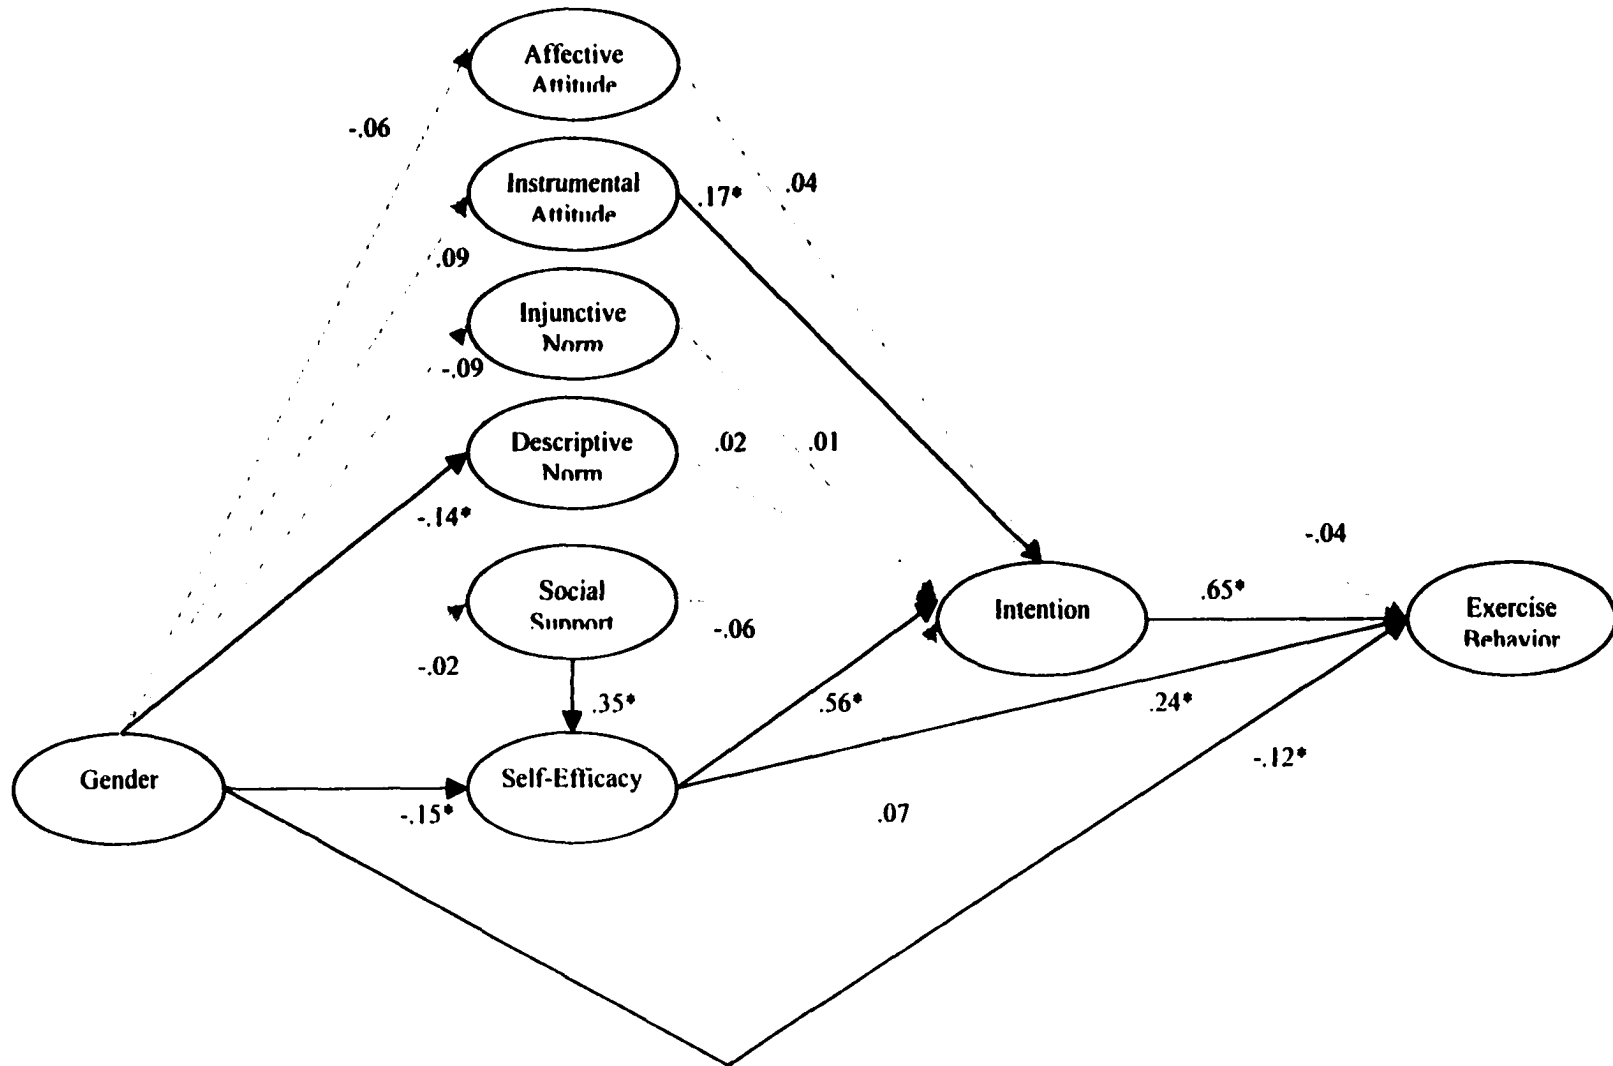 Affective
Attitude
-.06
Instrumental
Attitude
.17*
.04
.09
Injunctive
Norm
-.09
Descriptive
Norm
.02
.01
-.14*
-.04
Social
Support
Intention
.65*
Exercise
Behavior
-.06
-.02
.35*
.56*
.24*
Gender
Self-Efficacy
-.12*
-.15*
.07